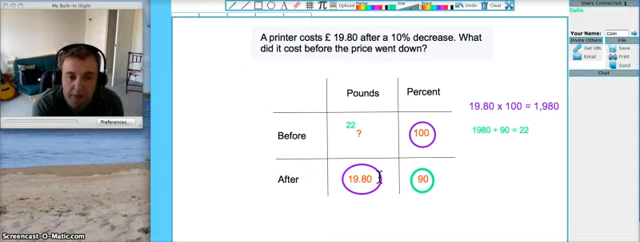 My Built-in iSight
Preferences...
Screencast-O-Matic.com
Upload
Undo
Clear
Users Connected:
Your Name: Colin
Invite Others
File
Get URL
Save
Email
Print
Send
Chat
A printer costs £ 19.80 after a 10% decrease. What
did it cost before the price went down?
Pounds Percent
Before 22 ? 100
After 19.80 90
19.80 x 100 = 1,980
1980 ÷ 90 = 22